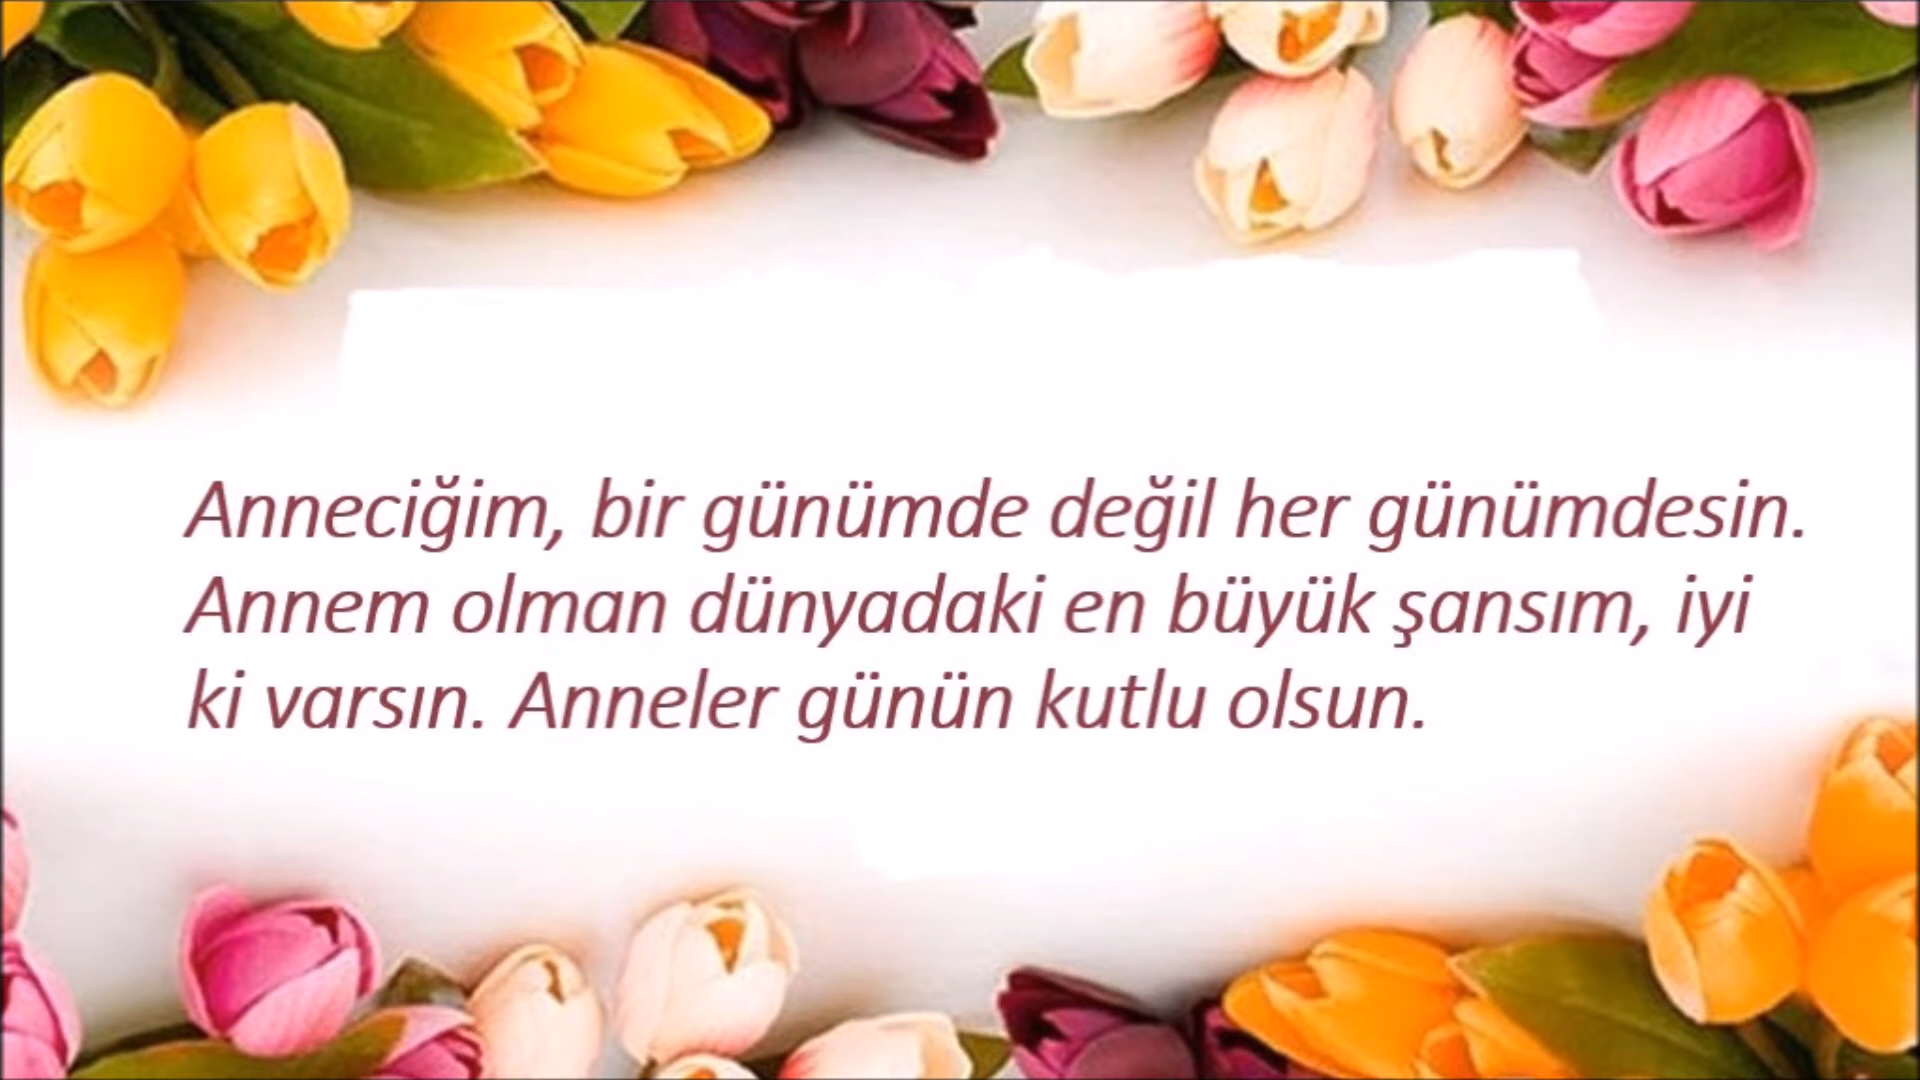 Anneciğim, bir günümde değil her günümdesin.
Annem olman dünyadaki en büyük şansım, iyi
ki varsın. Anneler günün kutlu olsun.